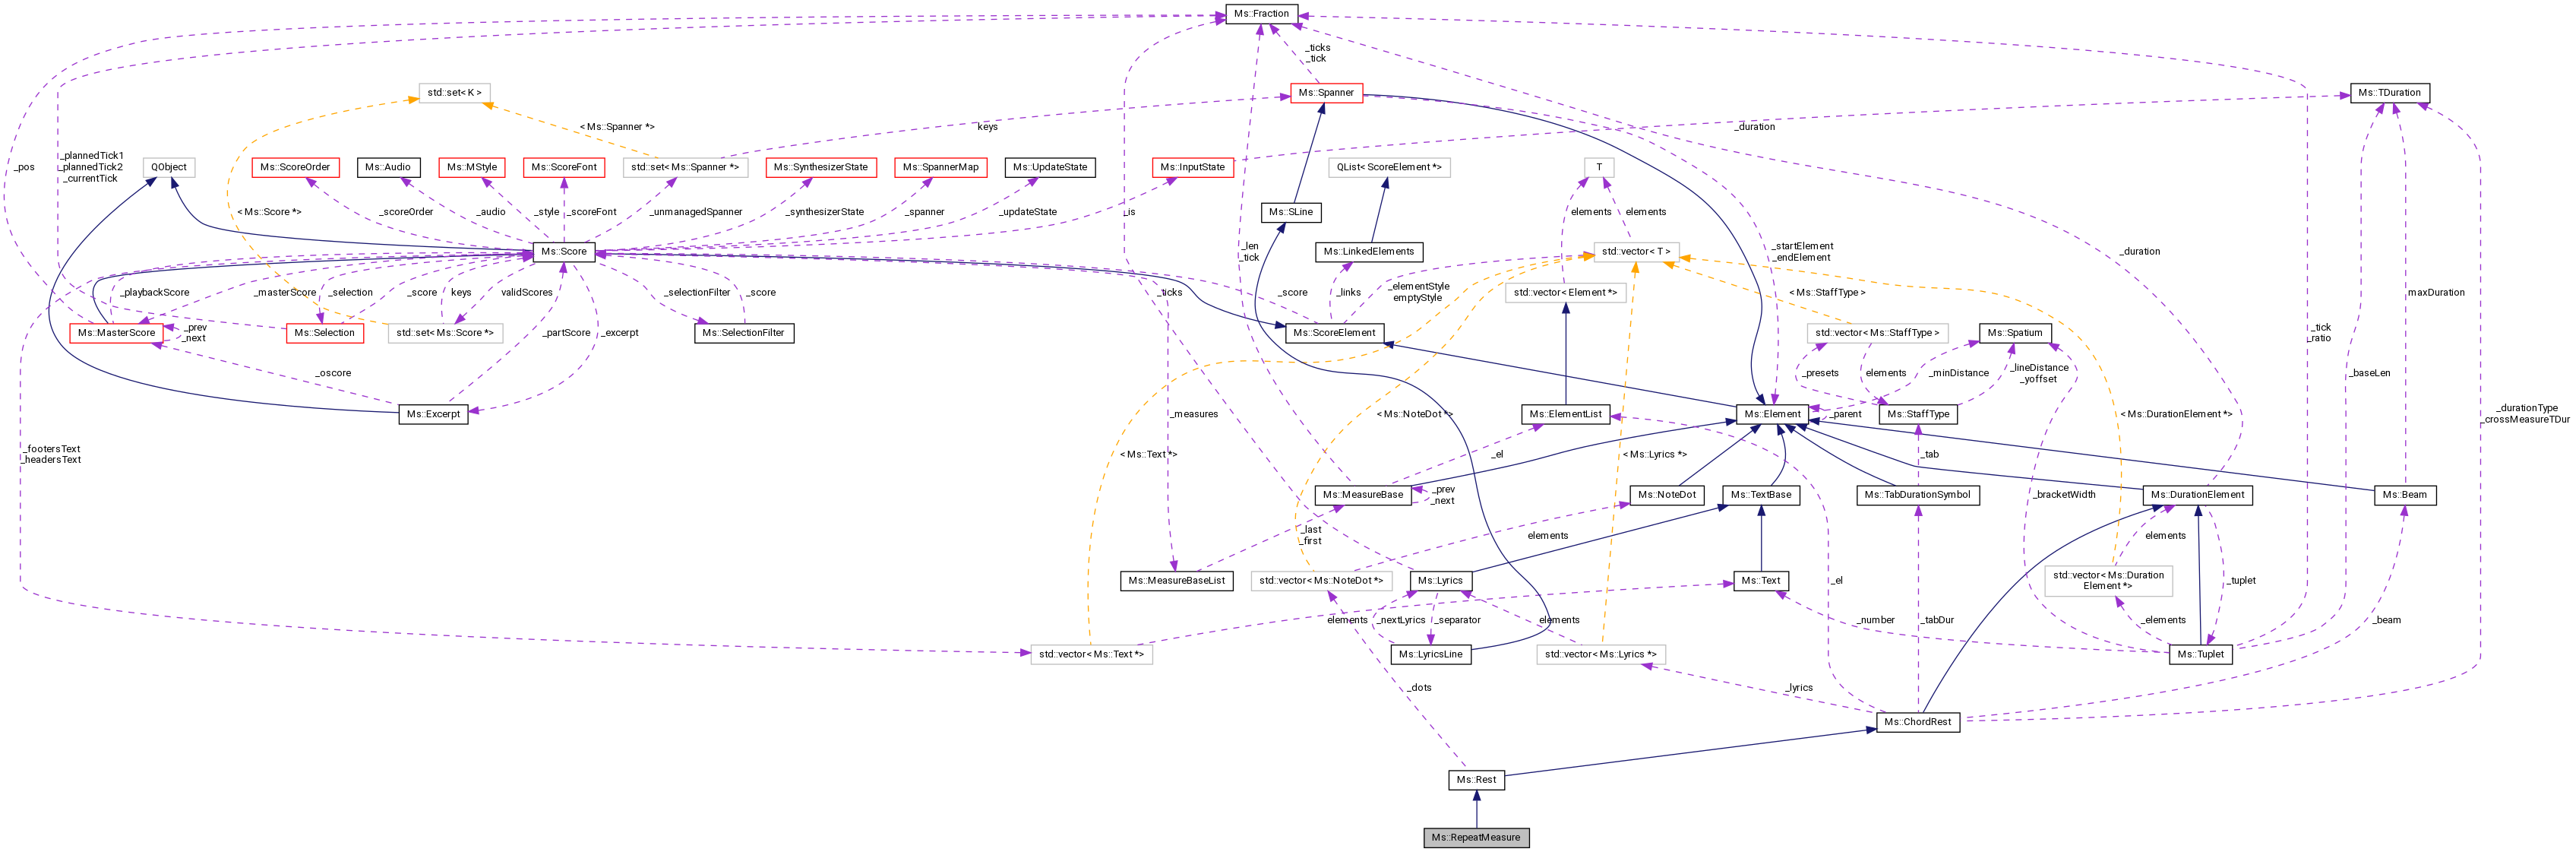 Ms::Fraction
_ticks
_tick
std::set< K >
Ms::Spanner
Ms::TDuration
< Ms::Spanner *>
keys
_duration
_pos
_plannedTick1
_plannedTick2
_currentTick
QObject
Ms::ScoreOrder
Ms::Audio
Ms::MStyle
Ms::ScoreFont
std::set< Ms::Spanner *>
Ms::SynthesizerState
Ms::SpannerMap
Ms::UpdateState
Ms::InputState
QList< ScoreElement *>
T
< Ms::Score *>
_scoreOrder
_audio
_style
_scoreFont
_unmanagedSpanner
_synthesizerState
_spanner
_updateState
_is
Ms::SLine
elements
elements
Ms::Score
_len
_tick
Ms::LinkedElements
std::vector< T >
_startElement
_endElement
_duration
_playbackScore
_masterScore
_selection
_score
keys
validScores
_selectionFilter
_score
_ticks
_score
_links
_elementStyle
emptyStyle
std::vector< Element *>
< Ms::StaffType >
maxDuration
Ms::MasterScore
_prev
_next
Ms::Selection
std::set< Ms::Score *>
_partScore
_excerpt
Ms::SelectionFilter
Ms::ScoreElement
std::vector< Ms::StaffType >
Ms::Spatium
_tick
_ratio
_oscore
_presets
elements
_minDistance
_lineDistance
_yoffset
_baseLen
Ms::Excerpt
_measures
< Ms::NoteDot *>
Ms::ElementList
Ms::Element
_parent
Ms::StaffType
< Ms::DurationElement *>
_durationType
_crossMeasureTDur
_footersText
_headersText
< Ms::Text *>
_el
< Ms::Lyrics *>
_tab
Ms::MeasureBase
_prev
_next
Ms::NoteDot
Ms::TextBase
Ms::TabDurationSymbol
_bracketWidth
Ms::DurationElement
Ms::Beam
_last
_first
elements
elements
Ms::MeasureBaseList
std::vector< Ms::NoteDot *>
Ms::Lyrics
Ms::Text
_el
std::vector< Ms::Duration
Element *>
_tuplet
elements
_nextLyrics
_separator
elements
_number
_tabDur
_elements
_beam
std::vector< Ms::Text *>
Ms::LyricsLine
std::vector< Ms::Lyrics *>
Ms::Tuplet
_dots
_lyrics
Ms::ChordRest
Ms::Rest
Ms::RepeatMeasure